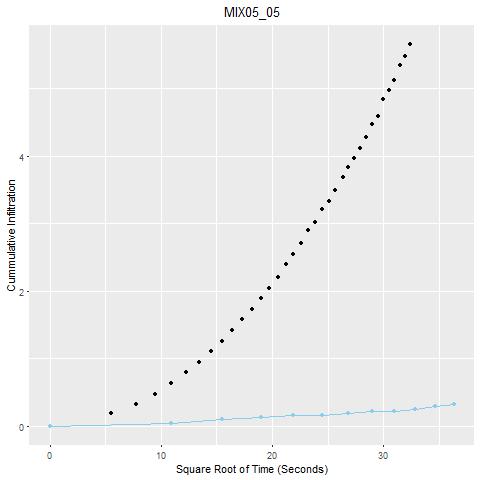 MIX05_05
Cummulative Infiltration
4
2
0
0
10
20
30
Square Root of Time (Seconds)